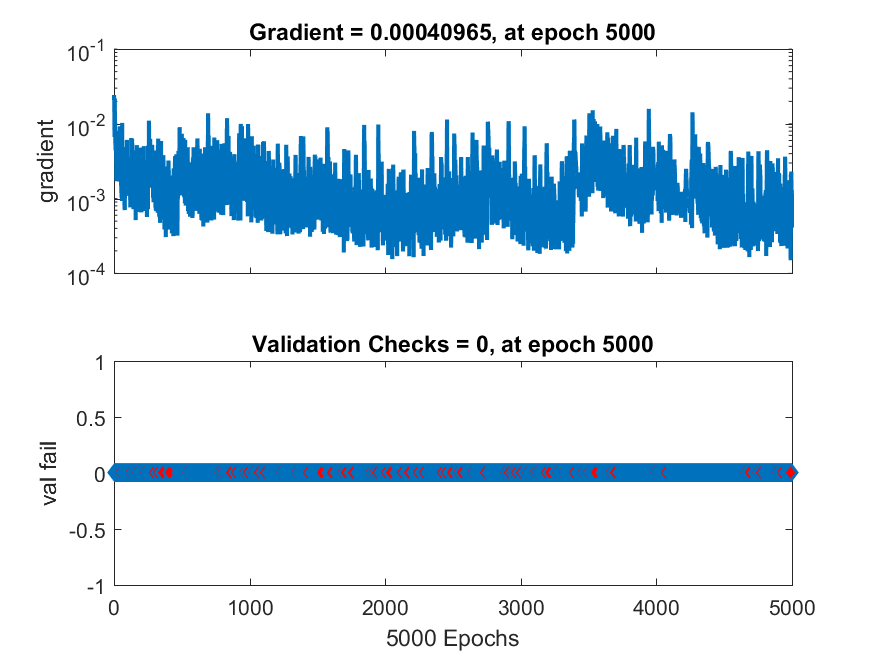 Gradient = 0.00040965, at epoch 5000
10-1
10-2
10-3
10-4
gradient
Validation Checks = 0, at epoch 5000
1
0.5
0
-0.5
-1
val fail
0 1000 2000 3000 4000 5000
5000 Epochs